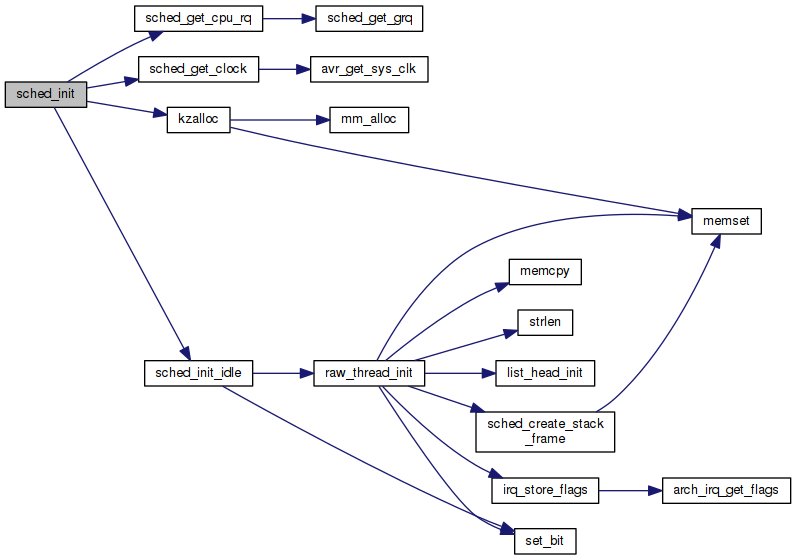 sched_get_cpu_rq
sched_get_grq
sched_get_clock
avr_get_sys_clk
sched_init
kzalloc
mm_alloc
memset
memcpy
strlen
sched_init_idle
raw_thread_init
list_head_init
sched_create_stack
_frame
irq_store_flags
arch_irq_get_flags
set_bit